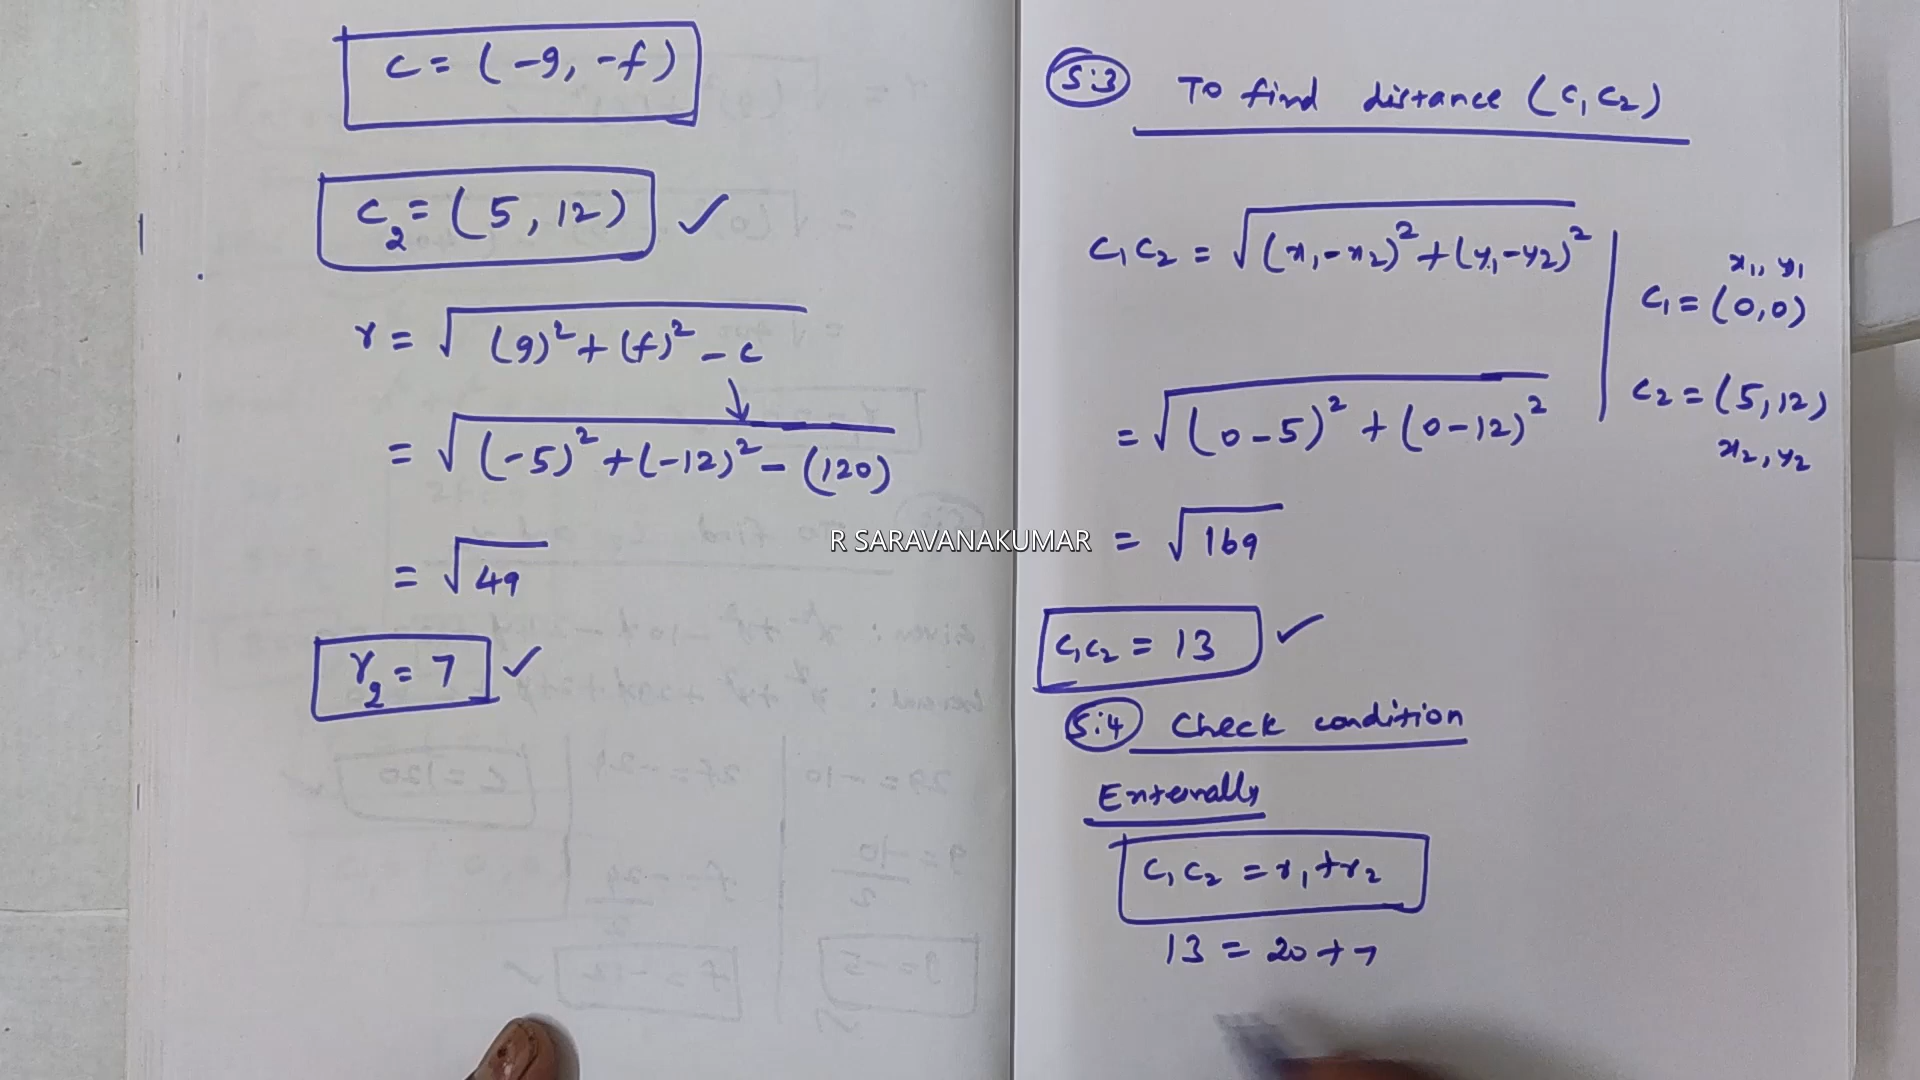 C = (-g, -f)
C₂ = (5, 12) ✓
r = √(g)² + (f)² - c
= √(-5)² + (-12)² - (120)
= √49
r₂ = 7 ✓
S:3 To find distance (C₁C₂)
C₁C₂ = √(x₁-x₂)² + (y₁-y₂)²
x₁, y₁
C₁ = (0,0)
C₂ = (5,12)
x₂, y₂
= √(0-5)² + (0-12)²
= √169
C₁C₂ = 13 ✓
S:4 Check condition
Externally
C₁C₂ = r₁+r₂
13 = 20+7
R SARAVANAKUMAR